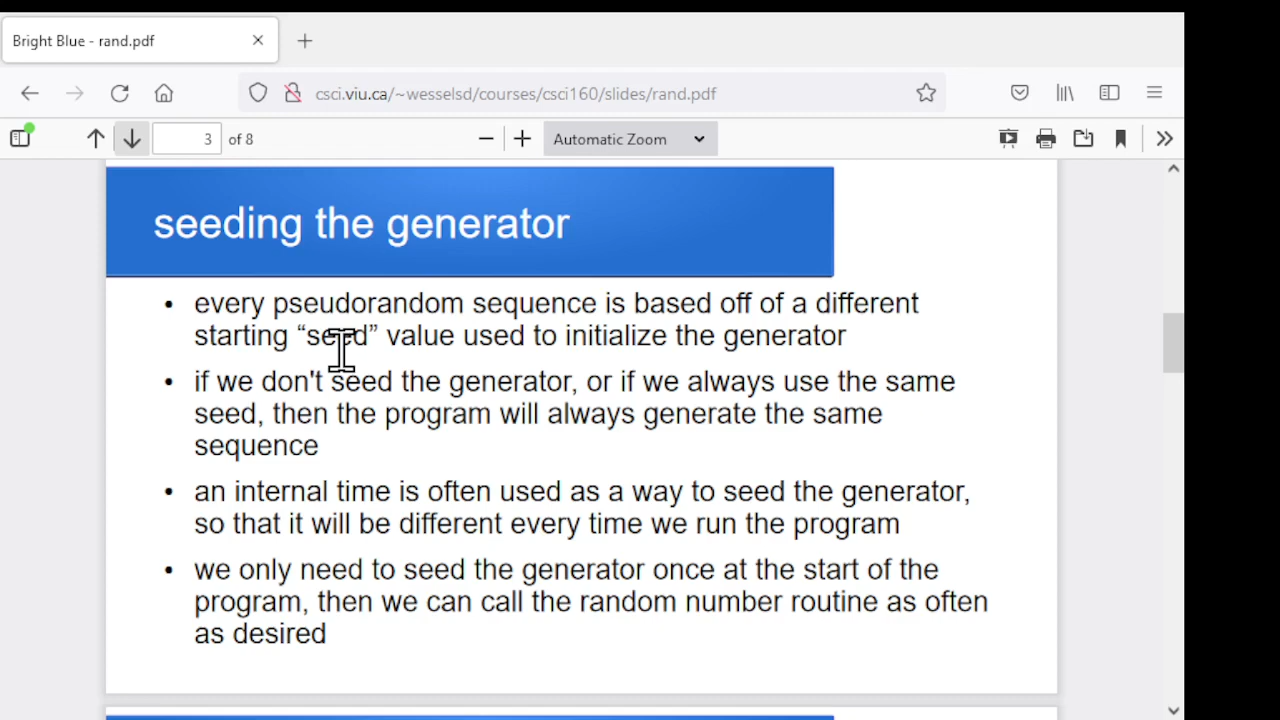 Bright Blue - rand.pdf
csci.viu.ca/~wesselsd/courses/csci160/slides/rand.pdf
3 of 8
Automatic Zoom
seeding the generator
• every pseudorandom sequence is based off of a different
starting “seed” value used to initialize the generator
• if we don't seed the generator, or if we always use the same
seed, then the program will always generate the same
sequence
• an internal time is often used as a way to seed the generator,
so that it will be different every time we run the program
• we only need to seed the generator once at the start of the
program, then we can call the random number routine as often
as desired